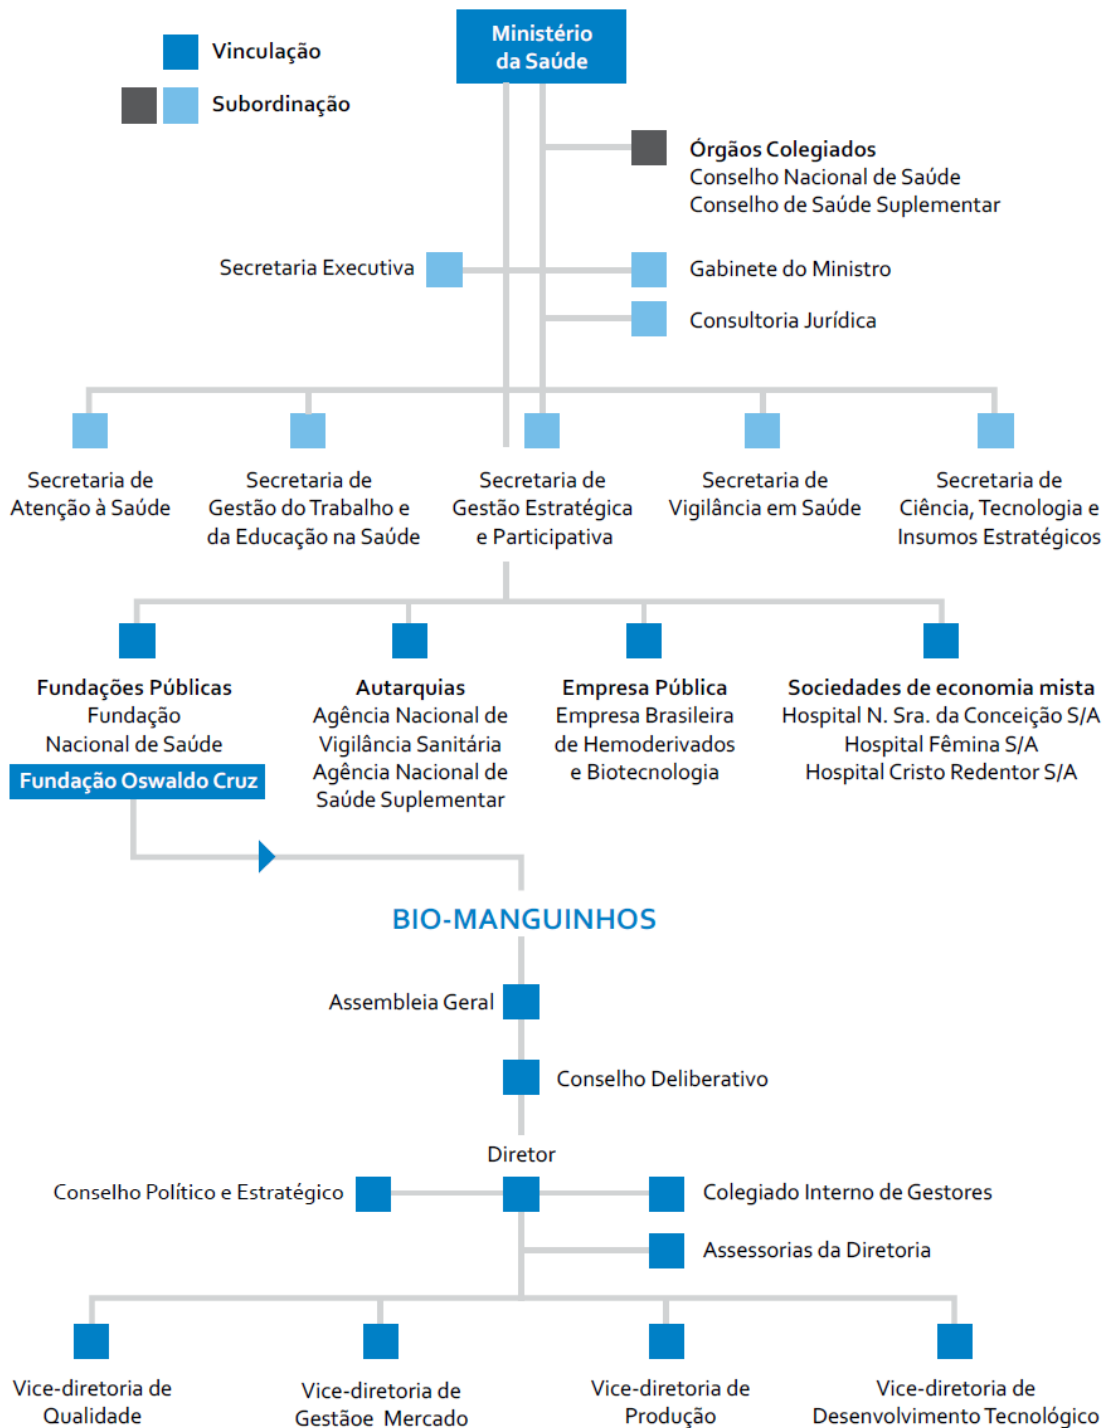 Ministério
da Saúde
Vinculação
Subordinação
Órgãos Colegiados
Conselho Nacional de Saúde
Conselho de Saúde Suplementar
Secretaria Executiva
Gabinete do Ministro
Consultoria Jurídica
Secretaria de
Atenção à Saúde
Secretaria de
Gestão do Trabalho e
da Educação na Saúde
Secretaria de
Gestão Estratégica
e Participativa
Secretaria de
Vigilância em Saúde
Secretaria de
Ciência, Tecnologia e
Insumos Estratégicos
Fundações Públicas
Fundação
Nacional de Saúde
Fundação Oswaldo Cruz
Autarquias
Agência Nacional de
Vigilância Sanitária
Agência Nacional de
Saúde Suplementar
Empresa Pública
Empresa Brasileira
de Hemoderivados
e Biotecnologia
Sociedades de economia mista
Hospital N. Sra. da Conceição S/A
Hospital Fêmina S/A
Hospital Cristo Redentor S/A
BIO-MANGUINHOS
Assembleia Geral
Conselho Deliberativo
Diretor
Conselho Político e Estratégico
Colegiado Interno de Gestores
Assessorias da Diretoria
Vice-diretoria de
Qualidade
Vice-diretoria de
Gestãoe Mercado
Vice-diretoria de
Produção
Vice-diretoria de
Desenvolvimento Tecnológico